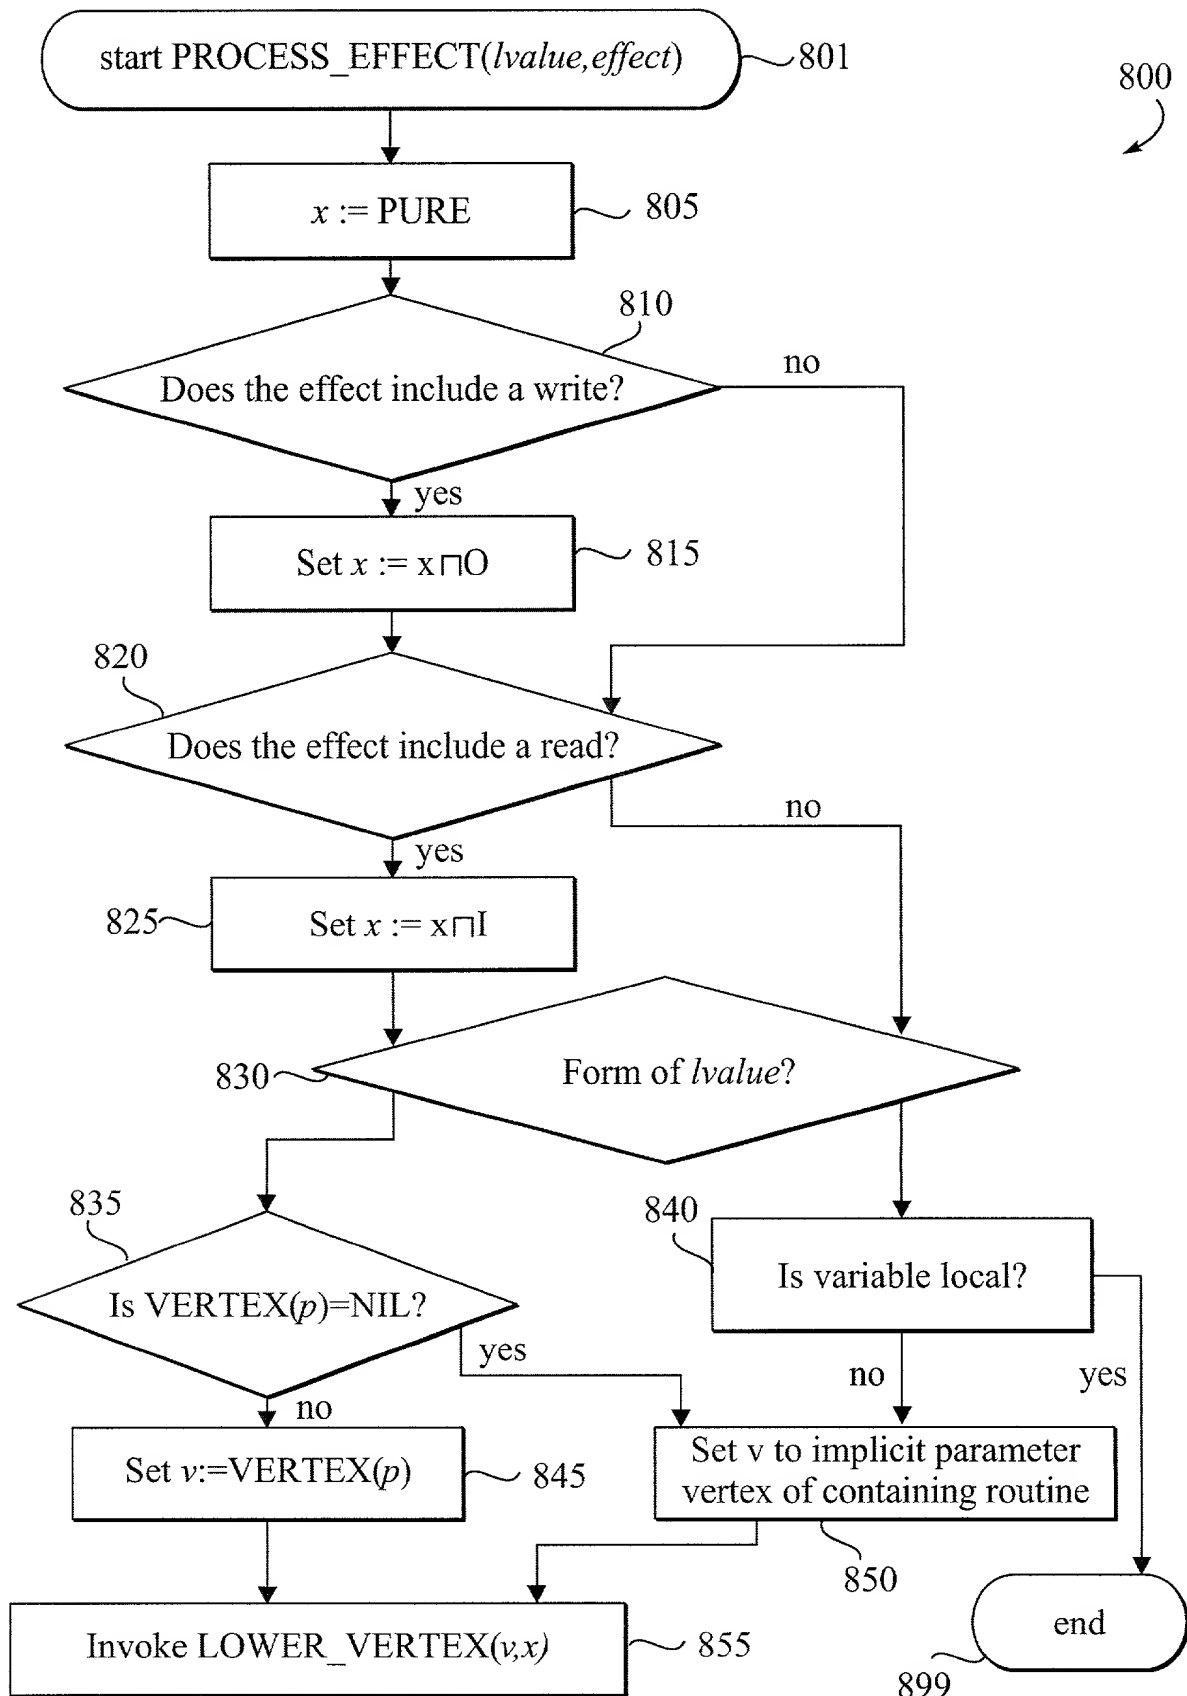 start PROCESS_EFFECT(lvalue,effect)
801
800
x := PURE
805
810
Does the effect include a write?
no
yes
Set x := x⊓O
815
820
Does the effect include a read?
no
yes
825
Set x := x⊓I
830
Form of lvalue?
835
840
Is VERTEX(p)=NIL?
Is variable local?
yes
no
yes
no
Set v:=VERTEX(p)
845
Set v to implicit parameter
vertex of containing routine
850
Invoke LOWER_VERTEX(v,x)
855
end
899